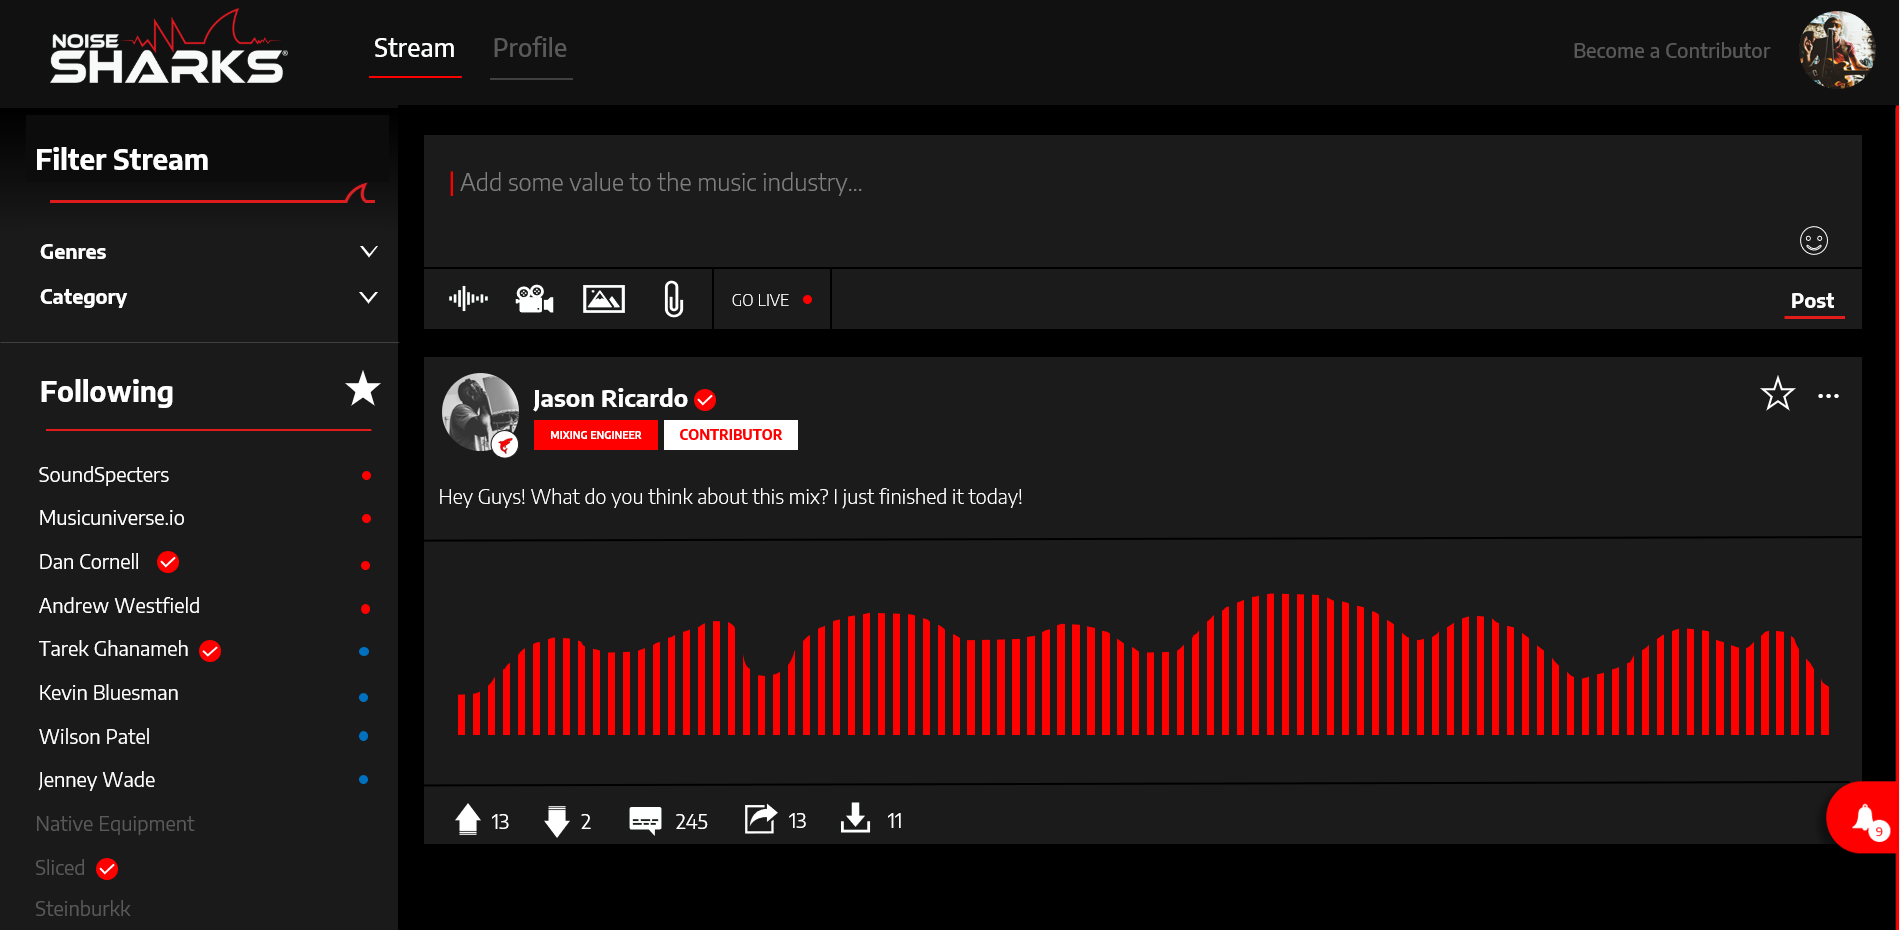 NOISE
SHARKS®
Stream
Profile
Become a Contributor
Filter Stream
Genres
Category
Following
SoundSpecters
Musicuniverse.io
Dan Cornell
Andrew Westfield
Tarek Ghanameh
Kevin Bluesman
Wilson Patel
Jenney Wade
Native Equipment
Sliced
Steinburkk
Add some value to the music industry...
GO LIVE
Post
Jason Ricardo
MIXING ENGINEER
CONTRIBUTOR
Hey Guys! What do you think about this mix? I just finished it today!
13
2
245
13
11
9